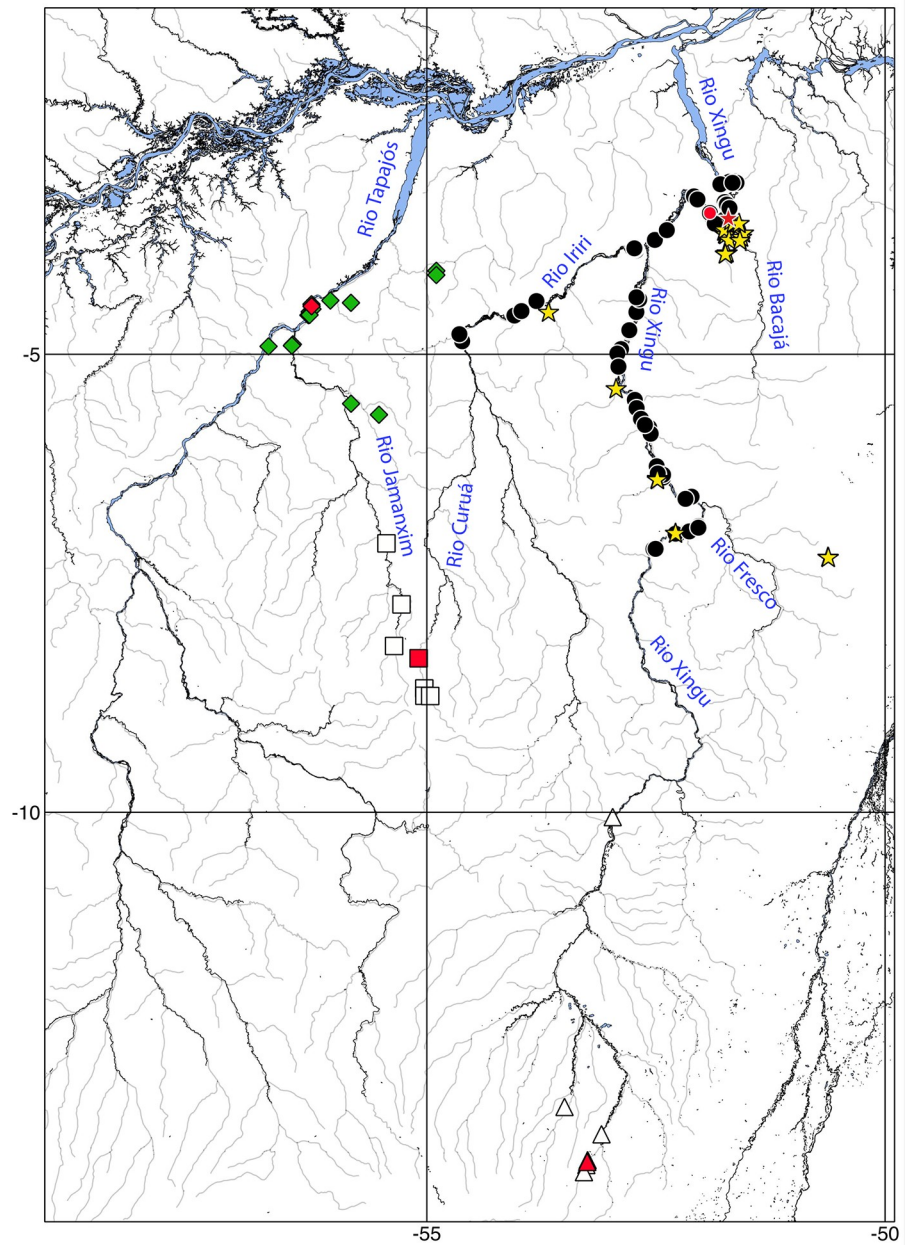 Rio Xingu
Rio Tapajós
Rio Iriri
Rio Bacajá
Rio Xingu
-5
Rio Jamanxim
Rio Curuá
Rio Fresco
Rio Xingu
-10
-55
-50